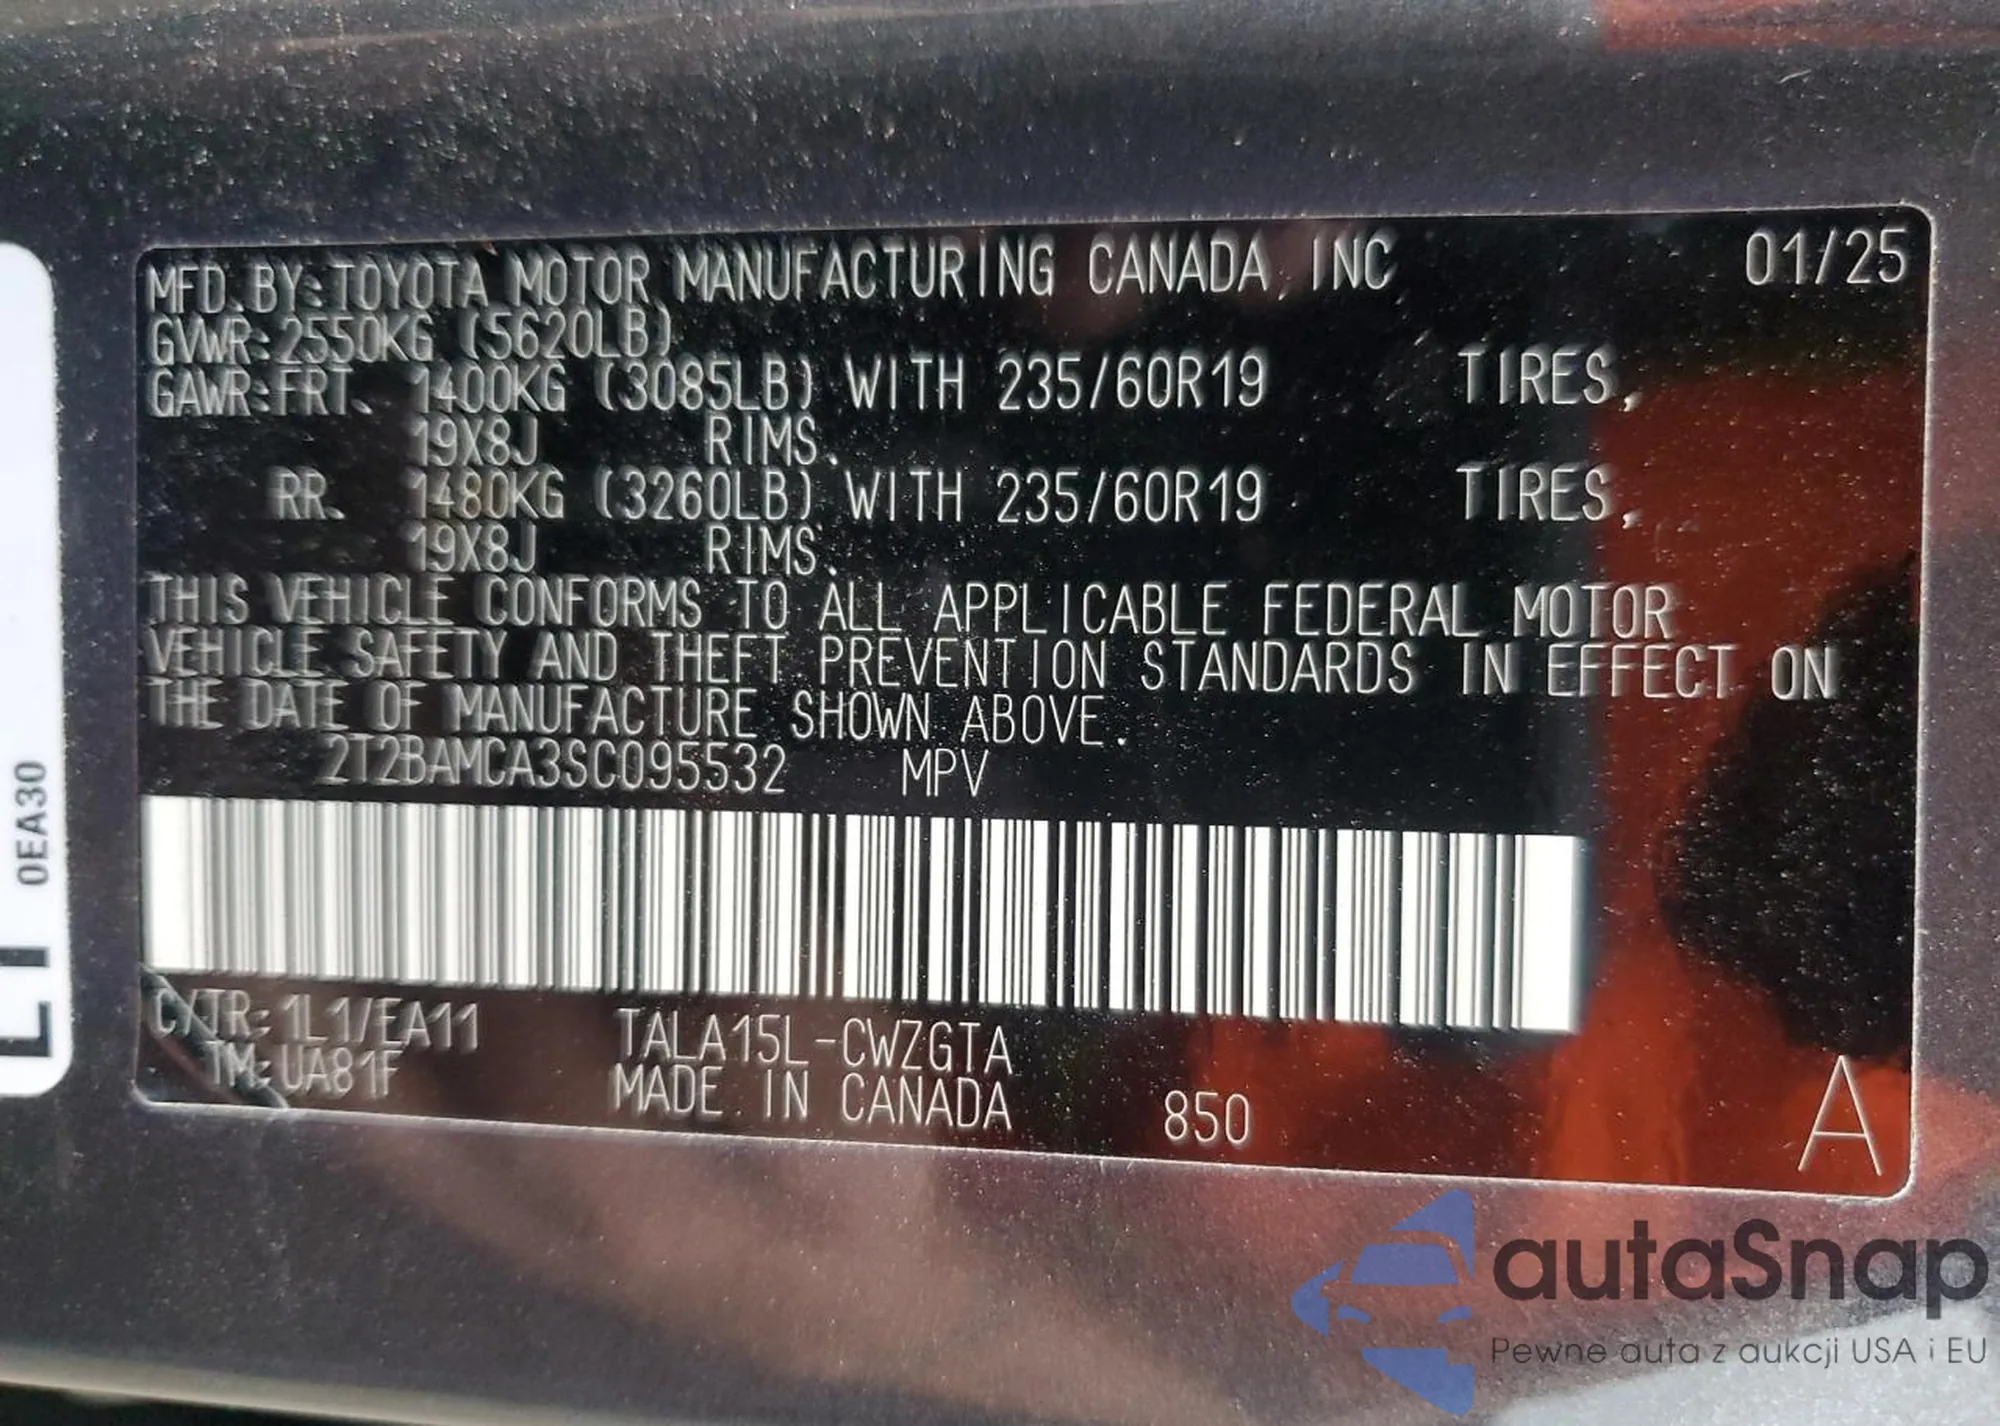 MFD. BY: TOYOTA MOTOR MANUFACTURING CANADA, INC. 01/25
GVWR: 2550KG (5620LB)
GAWR: FRT. 1400KG (3085LB) WITH 235/60R19 TIRES,
19X8J RIMS.
RR. 1480KG (3260LB) WITH 235/60R19 TIRES,
19X8J RIMS.
THIS VEHICLE CONFORMS TO ALL APPLICABLE FEDERAL MOTOR
VEHICLE SAFETY AND THEFT PREVENTION STANDARDS IN EFFECT ON
THE DATE OF MANUFACTURE SHOWN ABOVE.
2T2BAMCA3SC095532 MPV
C/TR: 1L1/EA11 TALA15L-CWZGTA
TM: UA81F MADE IN CANADA 850 A
0EA30
autaSnap
Pewne auta z aukcji USA i EU